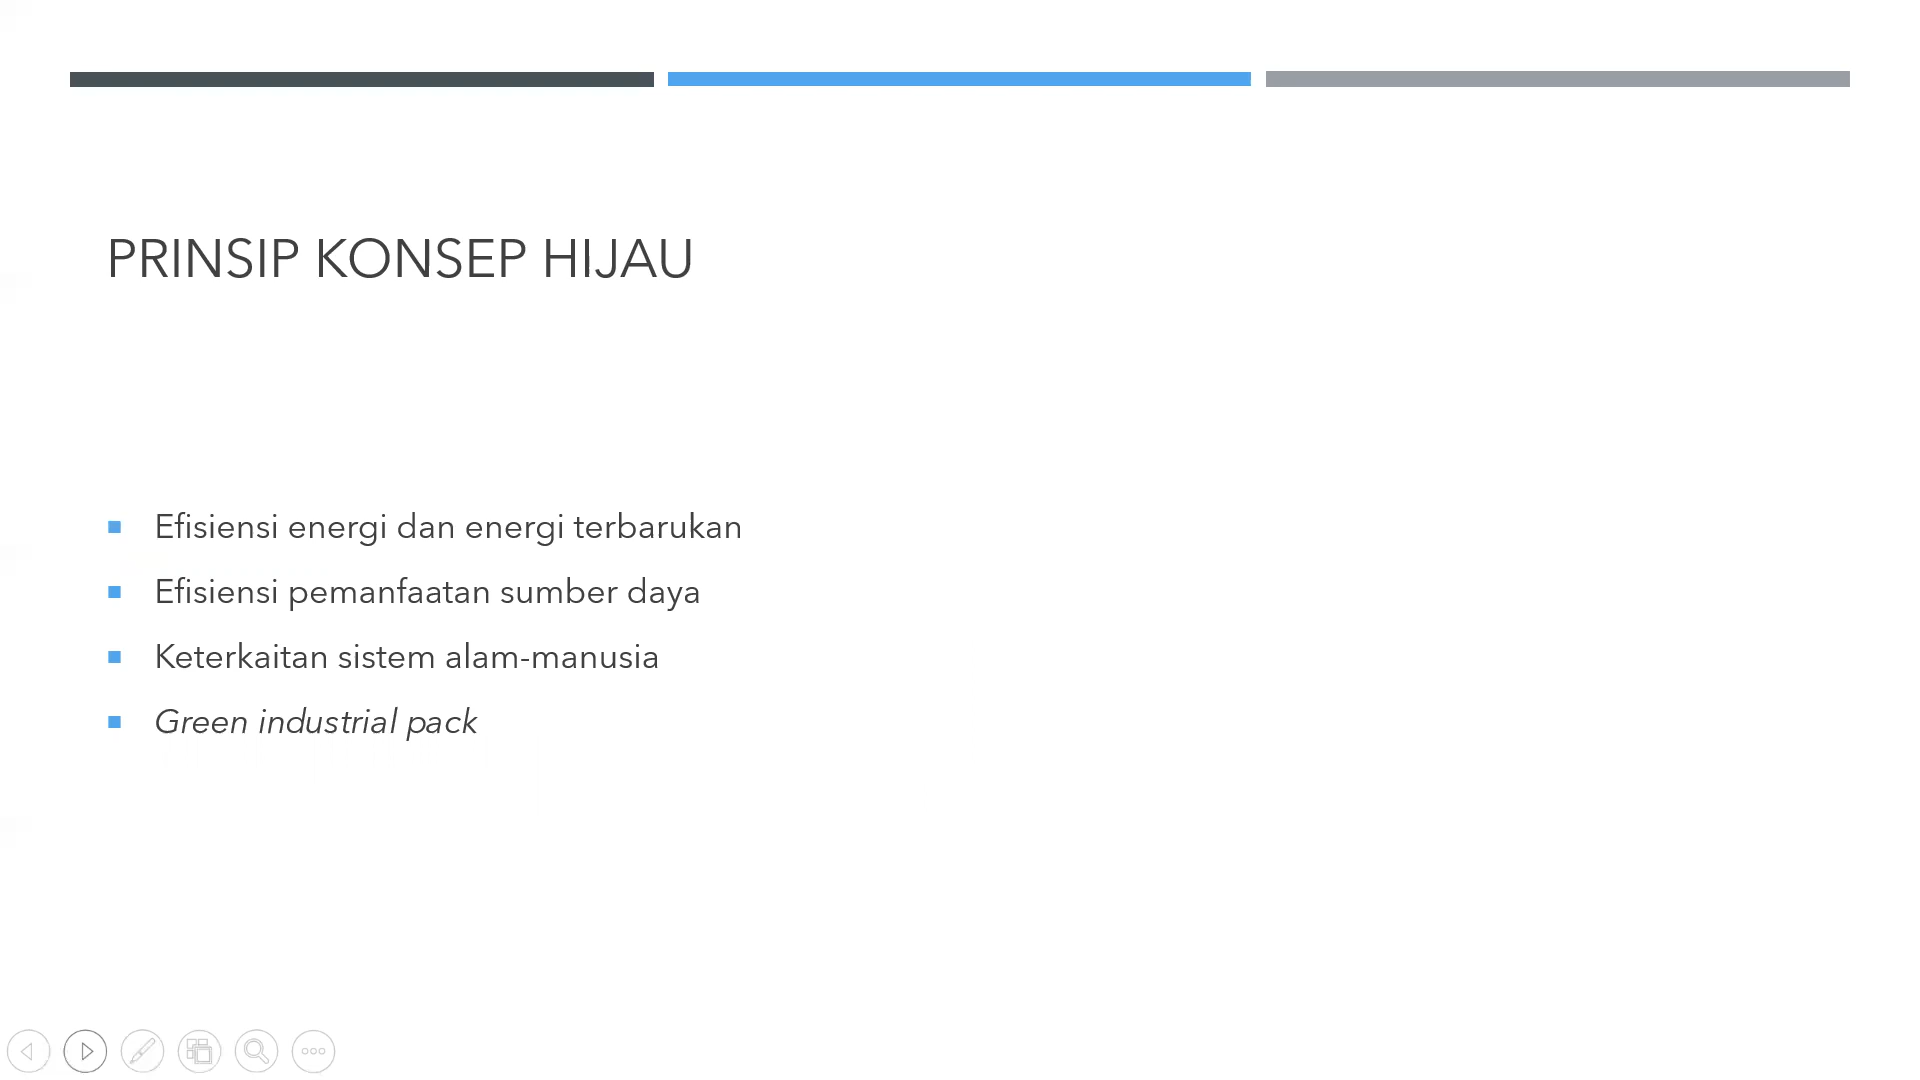 PRINSIP KONSEP HIJAU
Efisiensi energi dan energi terbarukan
Efisiensi pemanfaatan sumber daya
Keterkaitan sistem alam-manusia
Green industrial pack